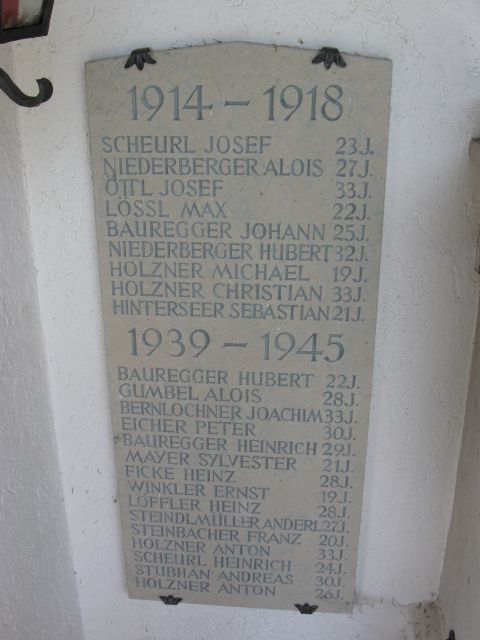 1914 – 1918
SCHEURL JOSEF 23 J.
NIEDERBERGER ALOIS 27 J.
ÖTTL JOSEF 33 J.
LÖSSL MAX 22 J.
BAUREGGER JOHANN 25 J.
NIEDERBERGER HUBERT 32 J.
HOLZNER MICHAEL 19 J.
HOLZNER CHRISTIAN 33 J.
HINTERSEER SEBASTIAN 21 J.
1939 – 1945
BAUREGGER HUBERT 22 J.
GUMBEL ALOIS 28 J.
BERNLOCHNER JOACHIM 33 J.
EICHER PETER 30 J.
BAUREGGER HEINRICH 29 J.
MAYER SYLVESTER 21 J.
FICKE HEINZ 28 J.
WINKLER ERNST 19 J.
LÖFFLER HEINZ 28 J.
STEINDLMÜLLER ANDERL 27 J.
STEINBACHER FRANZ 20 J.
HOLZNER ANTON 33 J.
SCHEURL HEINRICH 24 J.
STUBHAN ANDREAS 30 J.
HOLZNER ANTON 26 J.